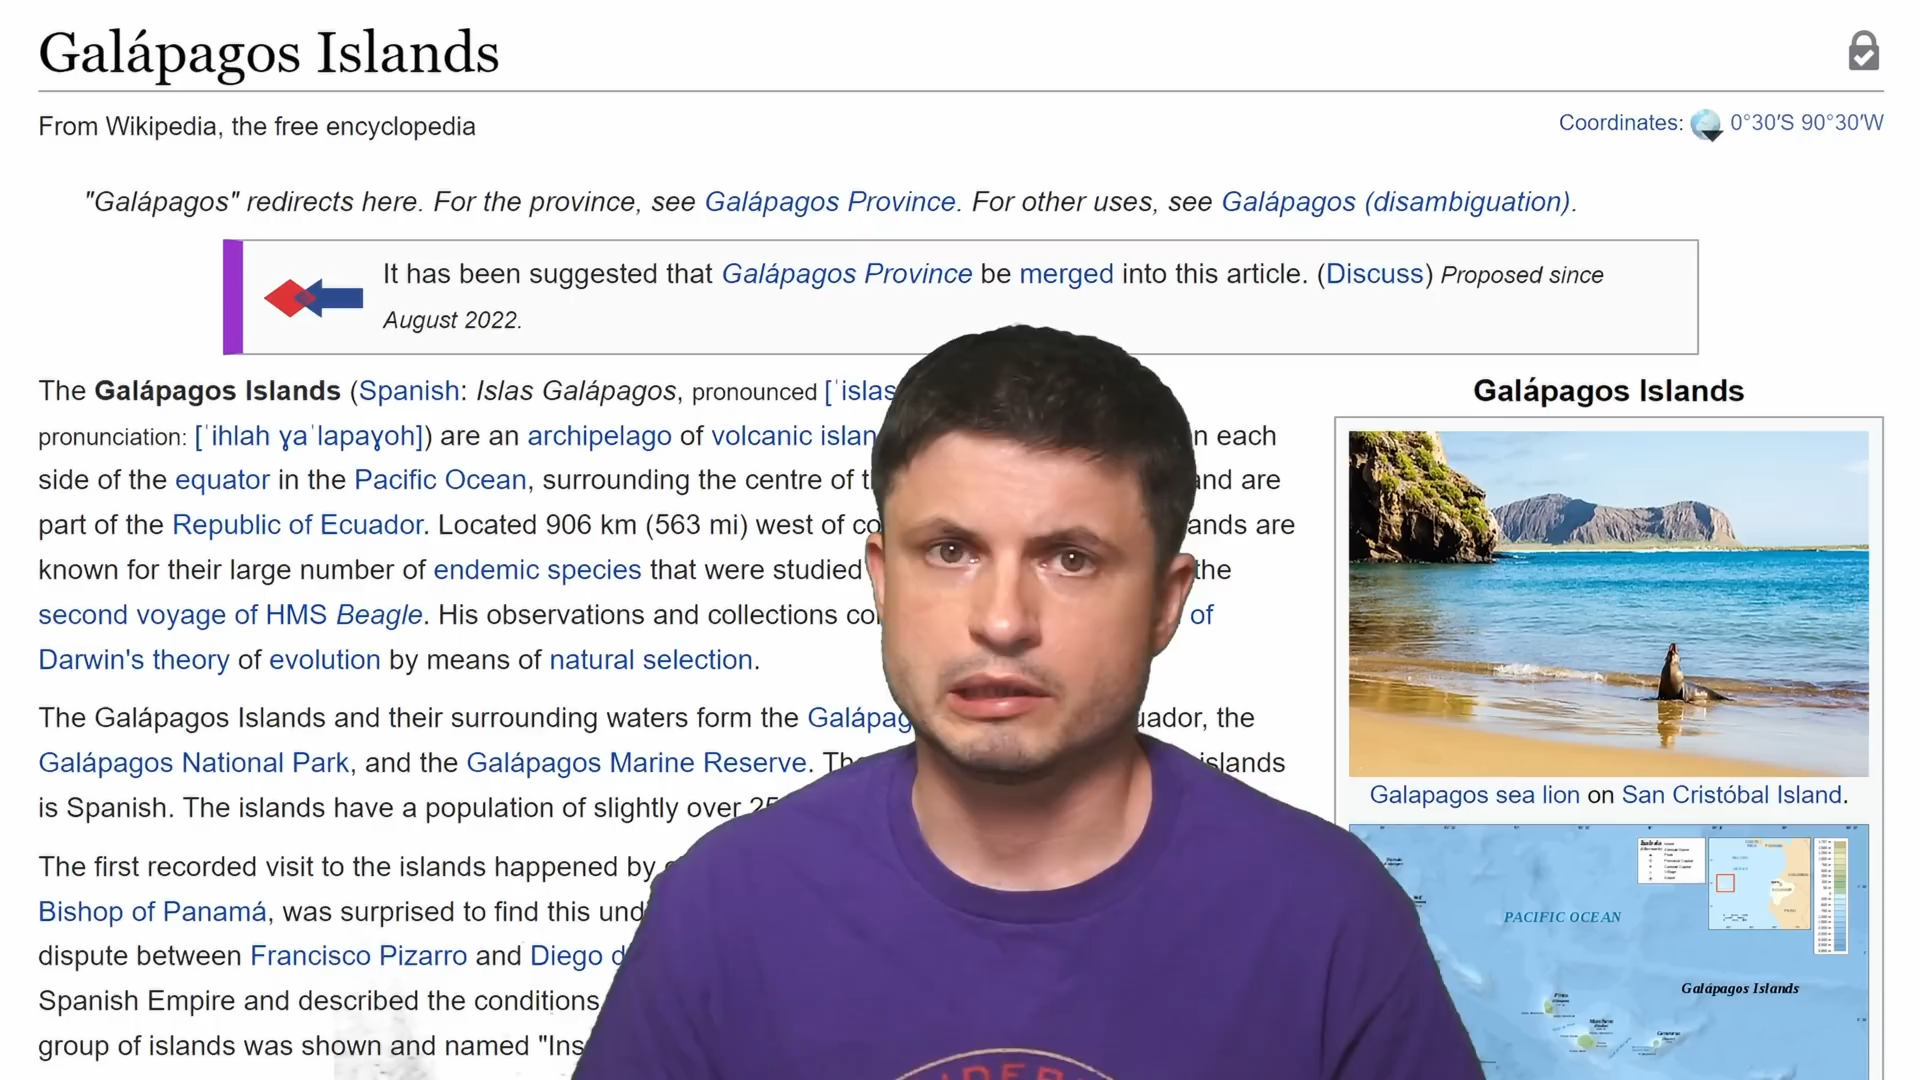 Galápagos Islands
From Wikipedia, the free encyclopedia
Coordinates: 0°30′S 90°30′W
"Galápagos" redirects here. For the province, see Galápagos Province. For other uses, see Galápagos (disambiguation).
It has been suggested that Galápagos Province be merged into this article. (Discuss) Proposed since
August 2022.
The Galápagos Islands (Spanish: Islas Galápagos, pronounced [ˈislas
pronunciation: [ˈihlah ɣaˈlapaɣoh]) are an archipelago of volcanic islan n each
side of the equator in the Pacific Ocean, surrounding the centre of t and are
part of the Republic of Ecuador. Located 906 km (563 mi) west of co ands are
known for their large number of endemic species that were studied the
second voyage of HMS Beagle. His observations and collections co of
Darwin's theory of evolution by means of natural selection.
The Galápagos Islands and their surrounding waters form the Galápag uador, the
Galápagos National Park, and the Galápagos Marine Reserve. The islands
is Spanish. The islands have a population of slightly over 25
The first recorded visit to the islands happened by
Bishop of Panamá, was surprised to find this und
dispute between Francisco Pizarro and Diego d
Spanish Empire and described the conditions
group of islands was shown and named "Ins
Galápagos Islands
Galapagos sea lion on San Cristóbal Island.
PACIFIC OCEAN
Galápagos Islands